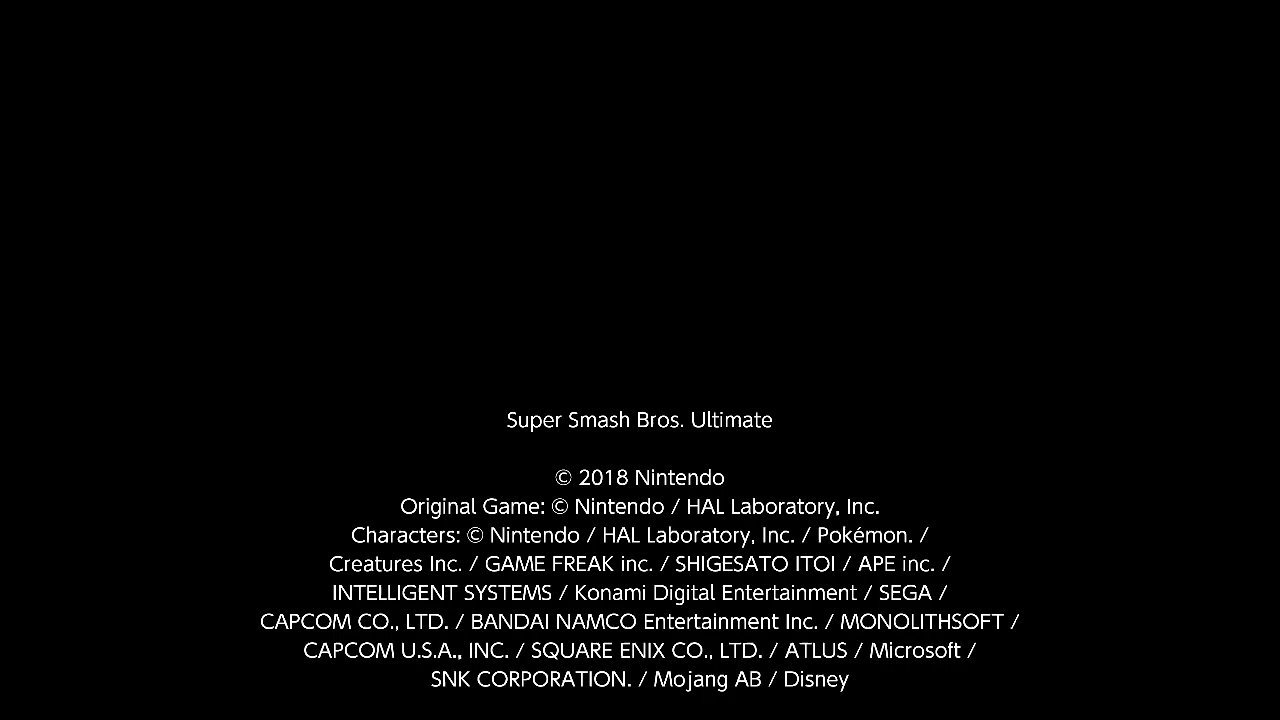 Super Smash Bros. Ultimate
© 2018 Nintendo
Original Game: © Nintendo / HAL Laboratory, Inc.
Characters: © Nintendo / HAL Laboratory, Inc. / Pokémon. /
Creatures Inc. / GAME FREAK inc. / SHIGESATO ITOI / APE inc. /
INTELLIGENT SYSTEMS / Konami Digital Entertainment / SEGA /
CAPCOM CO., LTD. / BANDAI NAMCO Entertainment Inc. / MONOLITHSOFT /
CAPCOM U.S.A., INC. / SQUARE ENIX CO., LTD. / ATLUS / Microsoft /
SNK CORPORATION. / Mojang AB / Disney